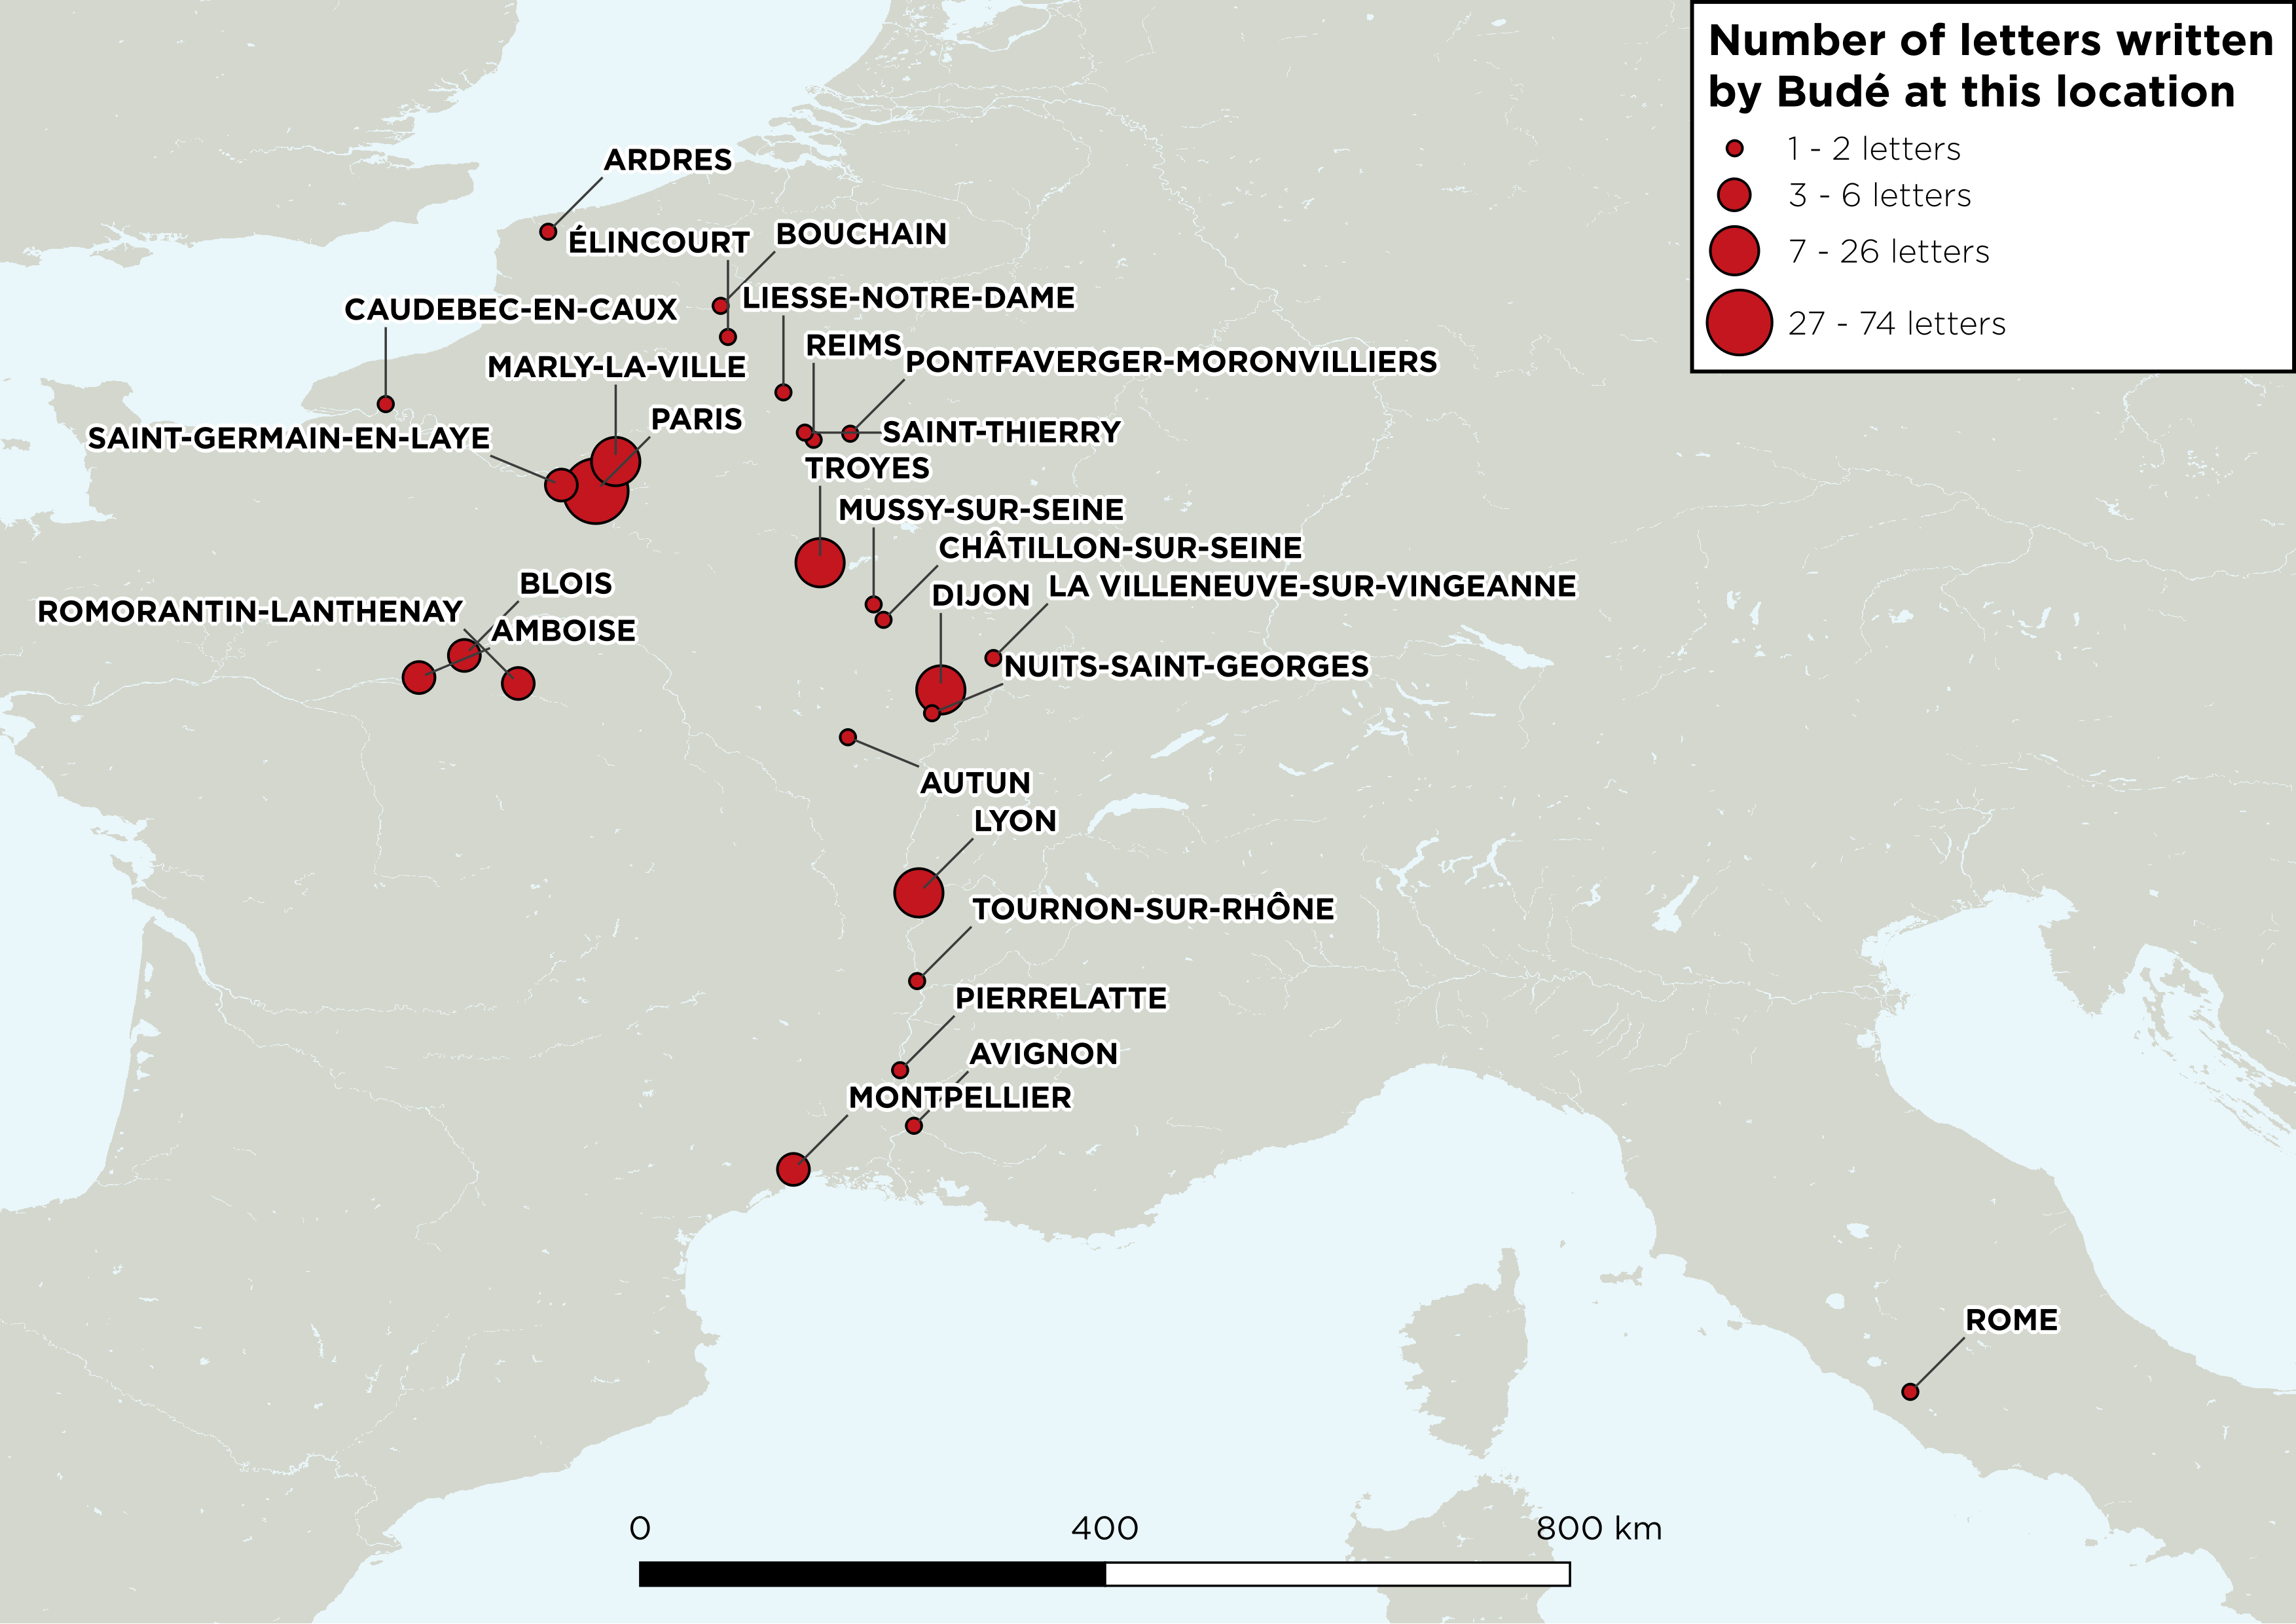 Number of letters written
by Budé at this location
1 - 2 letters
3 - 6 letters
7 - 26 letters
27 - 74 letters
ARDRES
ÉLINCOURT
BOUCHAIN
CAUDEBEC-EN-CAUX
LIESSE-NOTRE-DAME
REIMS
MARLY-LA-VILLE
PONTFAVERGER-MORONVILLIERS
PARIS
SAINT-GERMAIN-EN-LAYE
SAINT-THIERRY
TROYES
MUSSY-SUR-SEINE
CHÂTILLON-SUR-SEINE
BLOIS
LA VILLENEUVE-SUR-VINGEANNE
DIJON
ROMORANTIN-LANTHENAY
AMBOISE
NUITS-SAINT-GEORGES
AUTUN
LYON
TOURNON-SUR-RHÔNE
PIERRELATTE
AVIGNON
MONTPELLIER
ROME
0 400 800 km